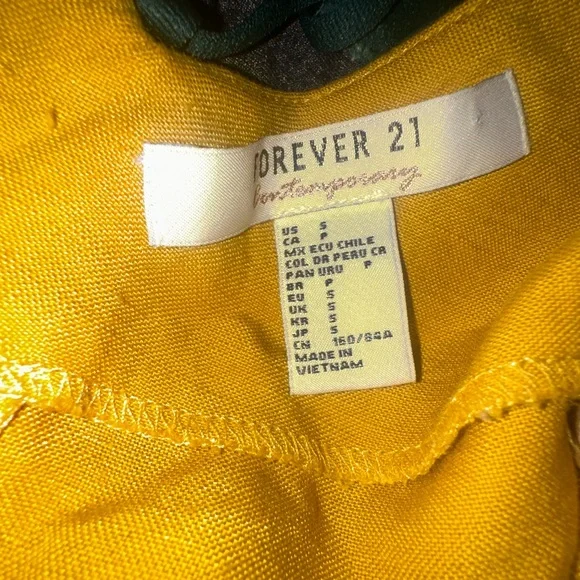 FOREVER 21
Contemporary
US S
CA P
MX ECU CHILE
COL DR PERU CR
PAN URU P
BR P
EU S
UK S
KR S
JP S
CN 160/84A
MADE IN
VIETNAM